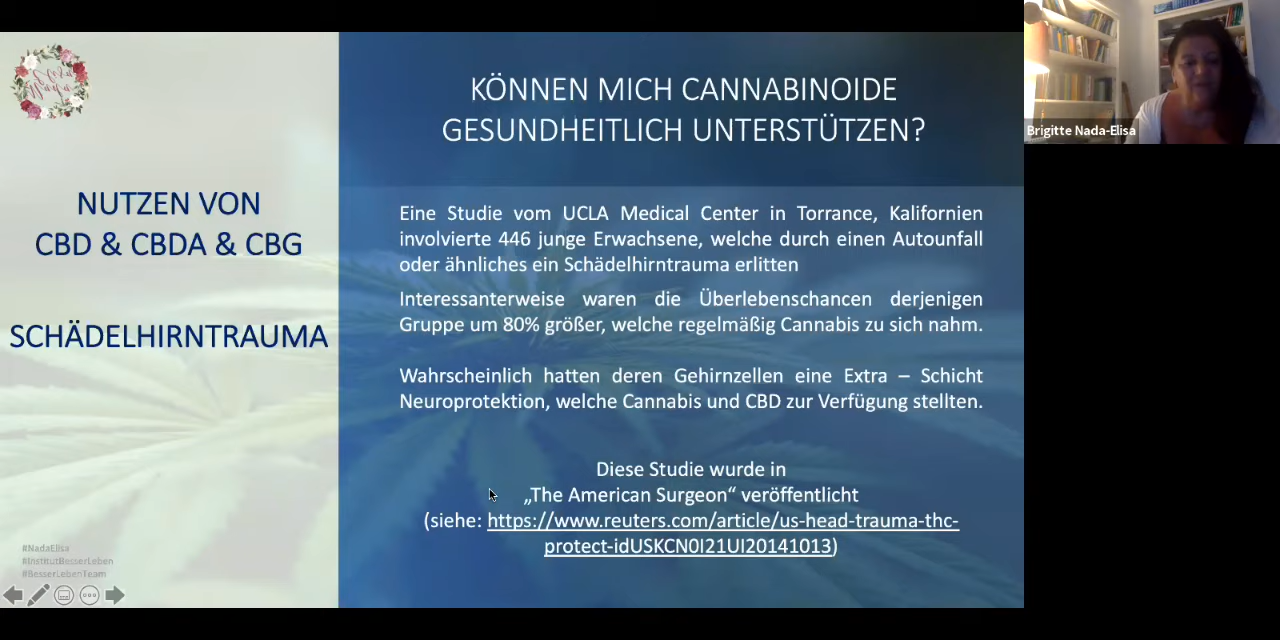 KÖNNEN MICH CANNABINOIDE
GESUNDHEITLICH UNTERSTÜTZEN?
Brigitte Nada-Elisa
NUTZEN VON
CBD & CBDA & CBG
SCHÄDELHIRNTRAUMA
Eine Studie vom UCLA Medical Center in Torrance, Kalifornien
involvierte 446 junge Erwachsene, welche durch einen Autounfall
oder ähnliches ein Schädelhirntrauma erlitten
Interessanterweise waren die Überlebenschancen derjenigen
Gruppe um 80% größer, welche regelmäßig Cannabis zu sich nahm.
Wahrscheinlich hatten deren Gehirnzellen eine Extra – Schicht
Neuroprotektion, welche Cannabis und CBD zur Verfügung stellten.
Diese Studie wurde in
„The American Surgeon“ veröffentlicht
(siehe: https://www.reuters.com/article/us-head-trauma-thc-
protect-idUSKCN0I21UI20141013)
#NadaElisa
#InstitutBesserLeben
#BesserLebenTeam